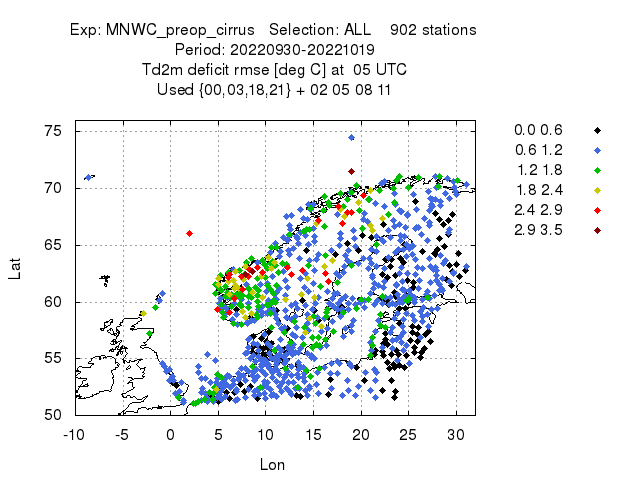 Exp: MNWC_preop_cirrus Selection: ALL 902 stations
Period: 20220930-20221019
Td2m deficit rmse [deg C] at 05 UTC
Used {00,03,18,21} + 02 05 08 11
0.0 0.6
0.6 1.2
1.2 1.8
1.8 2.4
2.4 2.9
2.9 3.5
75
70
65
60
55
50
Lat
-10 -5 0 5 10 15 20 25 30
Lon